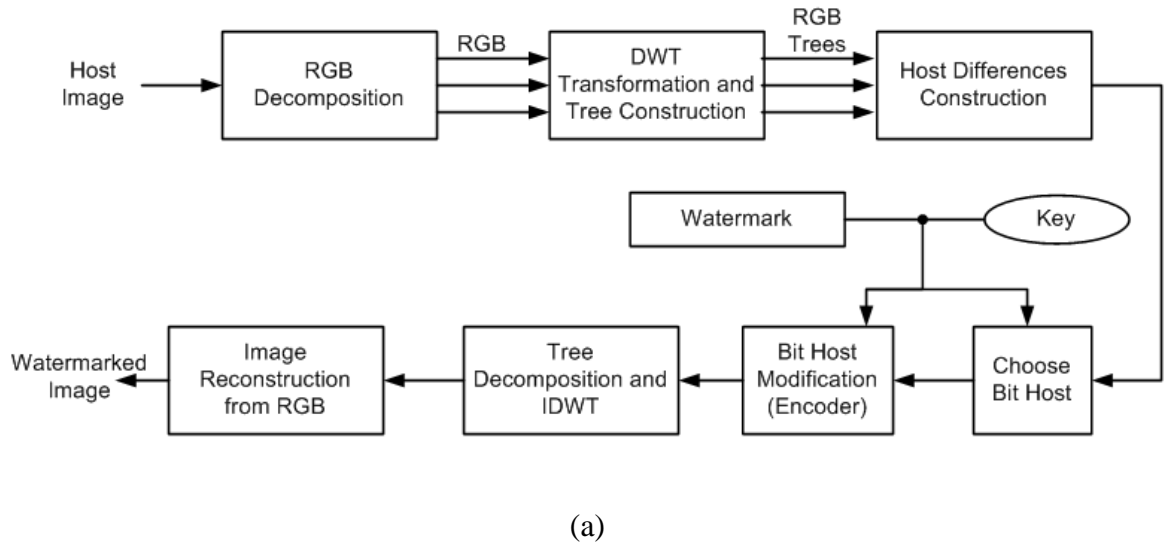 Host
Image
RGB
Decomposition
RGB
DWT
Transformation and
Tree Construction
RGB
Trees
Host Differences
Construction
Watermark
Key
Watermarked
Image
Image
Reconstruction
from RGB
Tree
Decomposition and
IDWT
Bit Host
Modification
(Encoder)
Choose
Bit Host
(a)